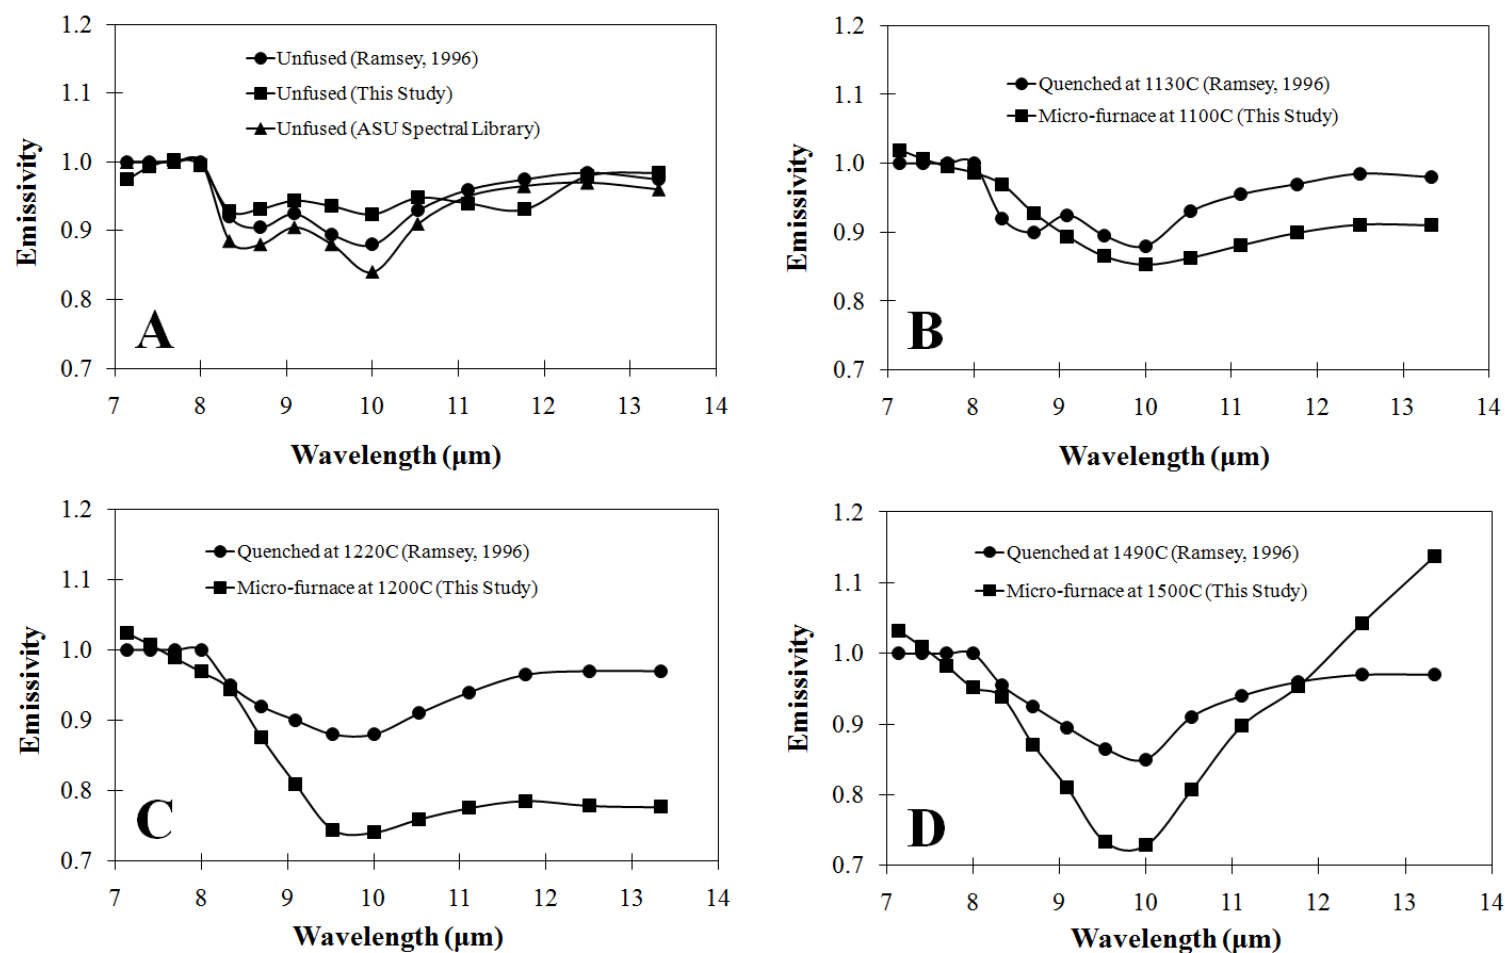 1.2
1.1
1.0
0.9
0.8
0.7
Emissivity
Unfused (Ramsey, 1996)
Unfused (This Study)
Unfused (ASU Spectral Library)
A
7 8 9 10 11 12 13 14
Wavelength (μm)
1.2
1.1
1.0
0.9
0.8
0.7
Emissivity
Quenched at 1130C (Ramsey, 1996)
Micro-furnace at 1100C (This Study)
B
7 8 9 10 11 12 13 14
Wavelength (μm)
1.2
1.1
1.0
0.9
0.8
0.7
Emissivity
Quenched at 1220C (Ramsey, 1996)
Micro-furnace at 1200C (This Study)
C
7 8 9 10 11 12 13 14
Wavelength (μm)
1.2
1.1
1.0
0.9
0.8
0.7
Emissivity
Quenched at 1490C (Ramsey, 1996)
Micro-furnace at 1500C (This Study)
D
7 8 9 10 11 12 13 14
Wavelength (μm)